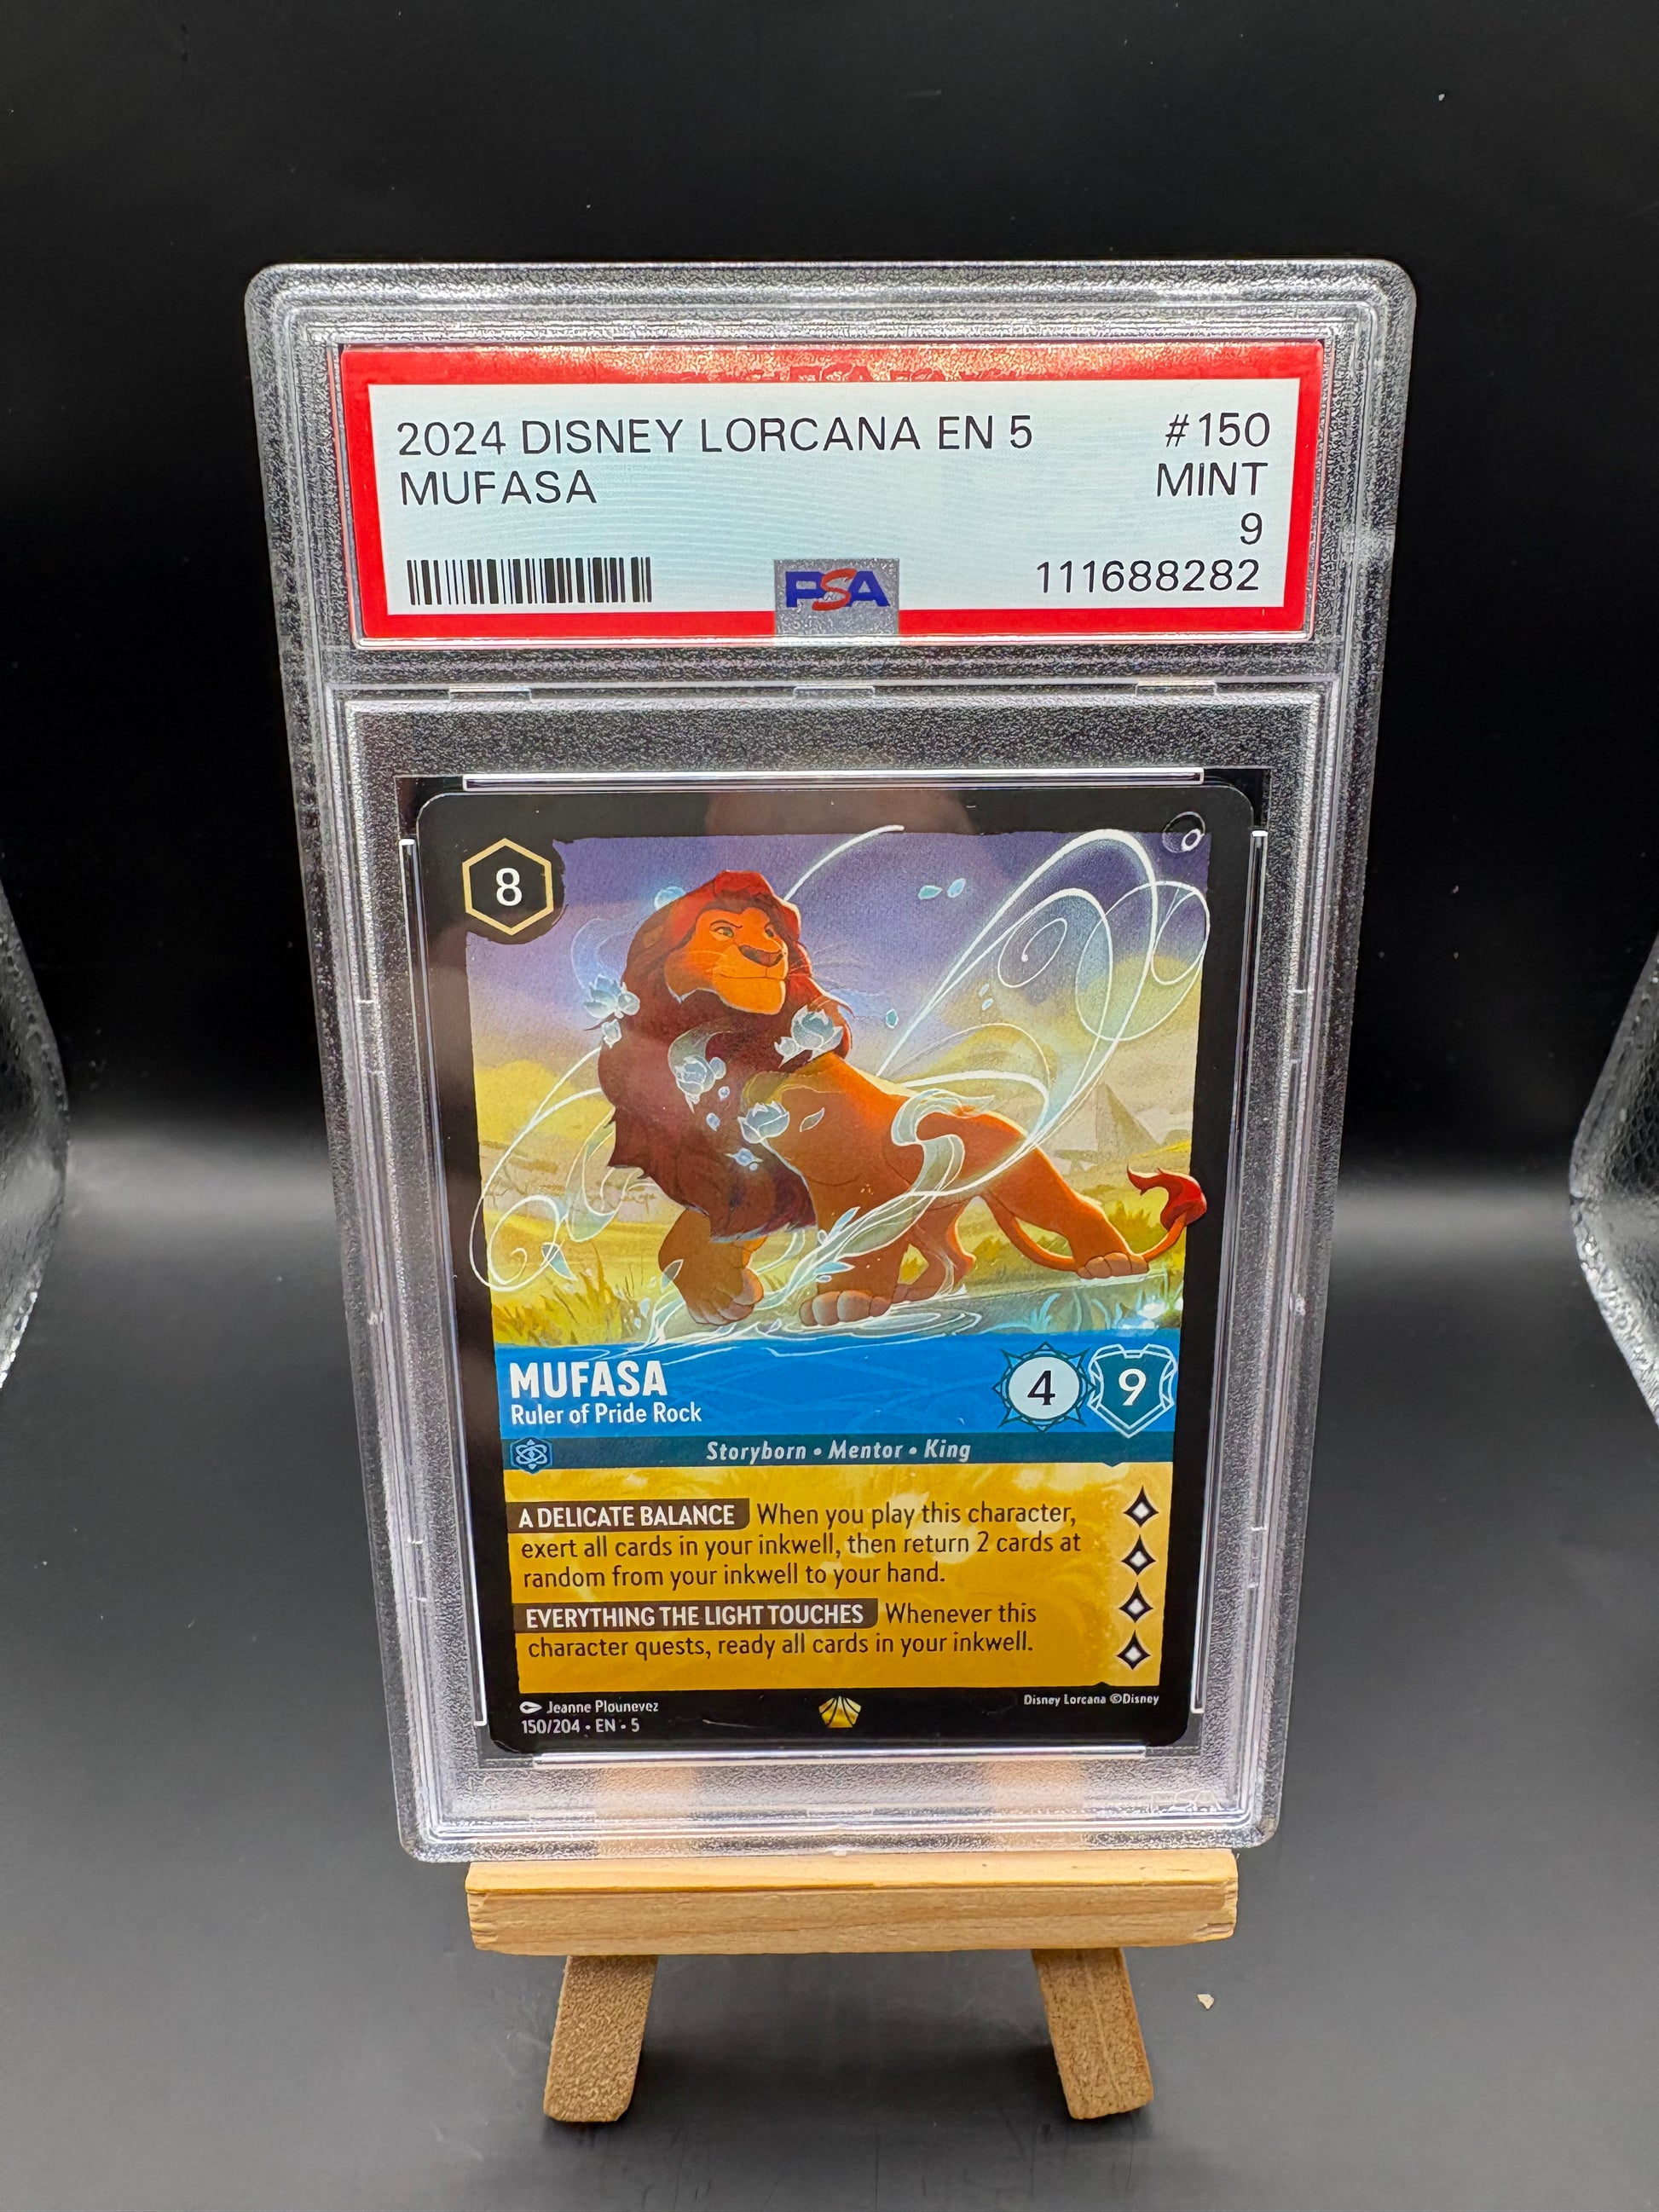 2024 DISNEY LORCANA EN 5 #150
MUFASA MINT
9
PSA 111688282
8
MUFASA 4 9
Ruler of Pride Rock
Storyborn • Mentor • King
A DELICATE BALANCE When you play this character,
exert all cards in your inkwell, then return 2 cards at
random from your inkwell to your hand.
EVERYTHING THE LIGHT TOUCHES Whenever this
character quests, ready all cards in your inkwell.
Jeanne Plounevez Disney Lorcana ©Disney
150/204 • EN • 5